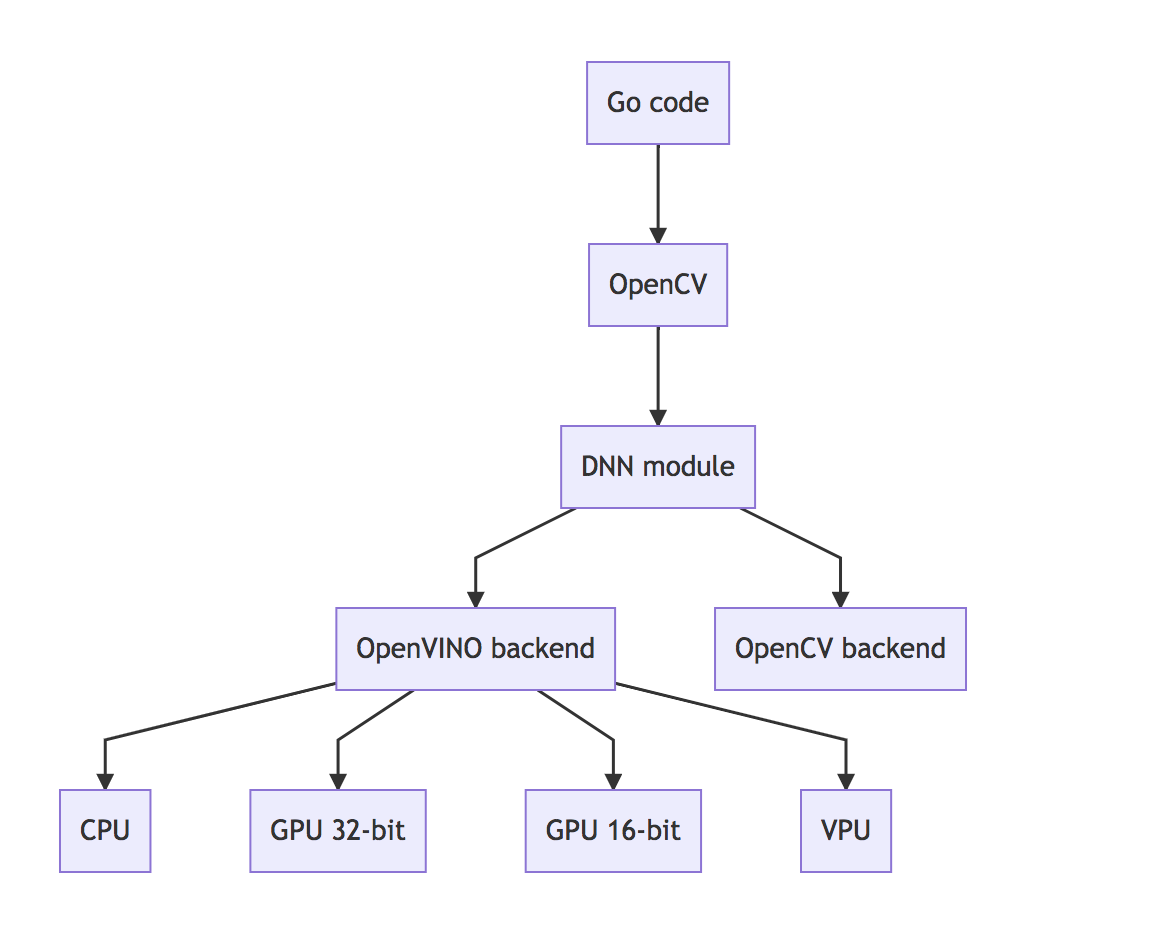 Go code
OpenCV
DNN module
OpenVINO backend
OpenCV backend
CPU
GPU 32-bit
GPU 16-bit
VPU